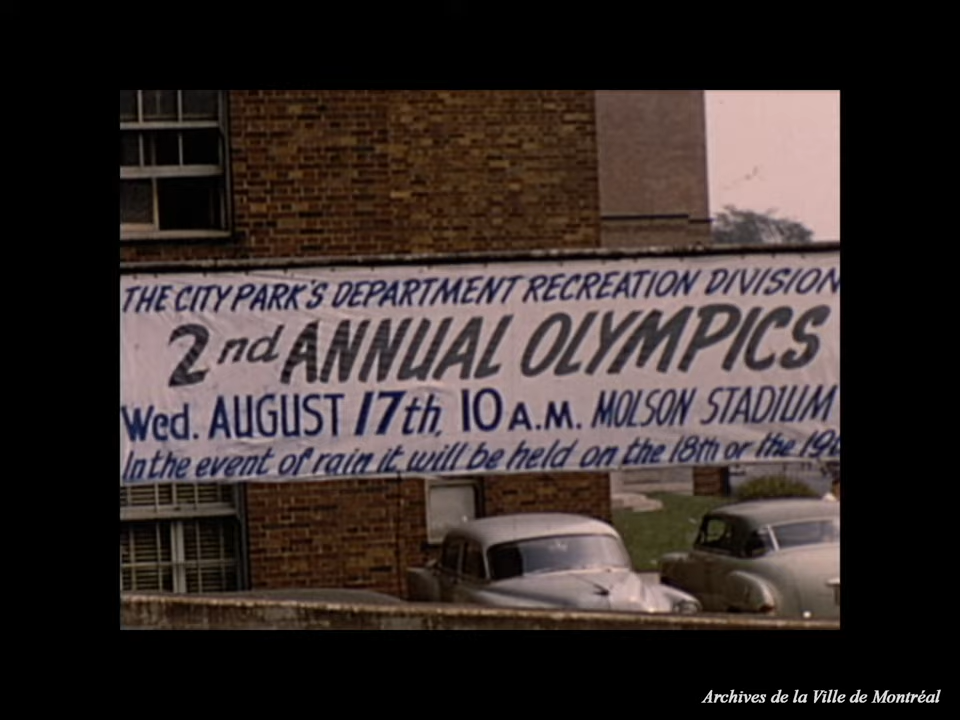 THE CITY PARK'S DEPARTMENT RECREATION DIVISION
2nd ANNUAL OLYMPICS
Wed. AUGUST 17th, 10 A.M. MOLSON STADIUM
In the event of rain it will be held on the 18th or the
Archives de la Ville de Montréal